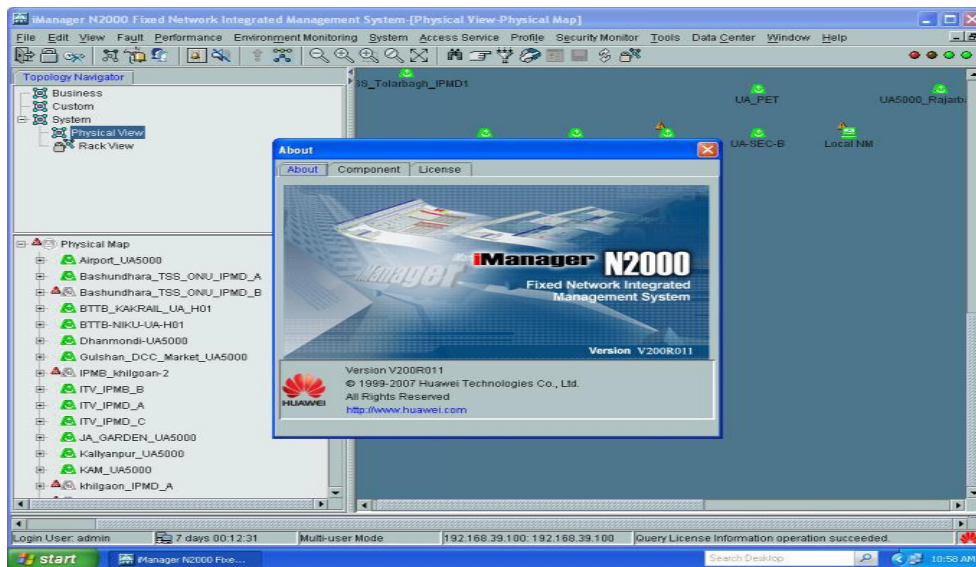 iManager N2000 Fixed Network Integrated Management System-[Physical View-Physical Map]
File Edit View Fault Performance Environment Monitoring System Access Service Profile Security Monitor Tools Data Center Window Help
Topology Navigator
Business
Custom
System
Physical View
Rack View
SS_Tolarbagh_IPMD1
UA_PET
UA5000_Rajarb
UA-SEC-B
Local NM
About
About Component License
iManager
iManager N2000
Fixed Network Integrated
Management System
Version V200R011
HUAWEI
Version V200R011
© 1999-2007 Huawei Technologies Co., Ltd.
All Rights Reserved
http://www.huawei.com
Physical Map
Airport_UA5000
Bashundhara_TSS_ONU_IPMD_A
Bashundhara_TSS_ONU_IPMD_B
BTTB_KAKRAIL_UA_H01
BTTB-NIKU-UA-H01
Dhanmondi-UA5000
Gulshan_DCC_Market_UA5000
IPMB_khilgoan-2
ITV_IPMB_B
ITV_IPMD_A
ITV_IPMD_C
JA_GARDEN_UA5000
Kallyanpur_UA5000
KAM_UA5000
khilgaon_IPMD_A
Login User: admin 7 days 00:12:31 Multi-user Mode 192.168.39.100: 192.168.39.100 Query License Information operation succeeded.
start iManager N2000 Fixe... Search Desktop 10:58 AM